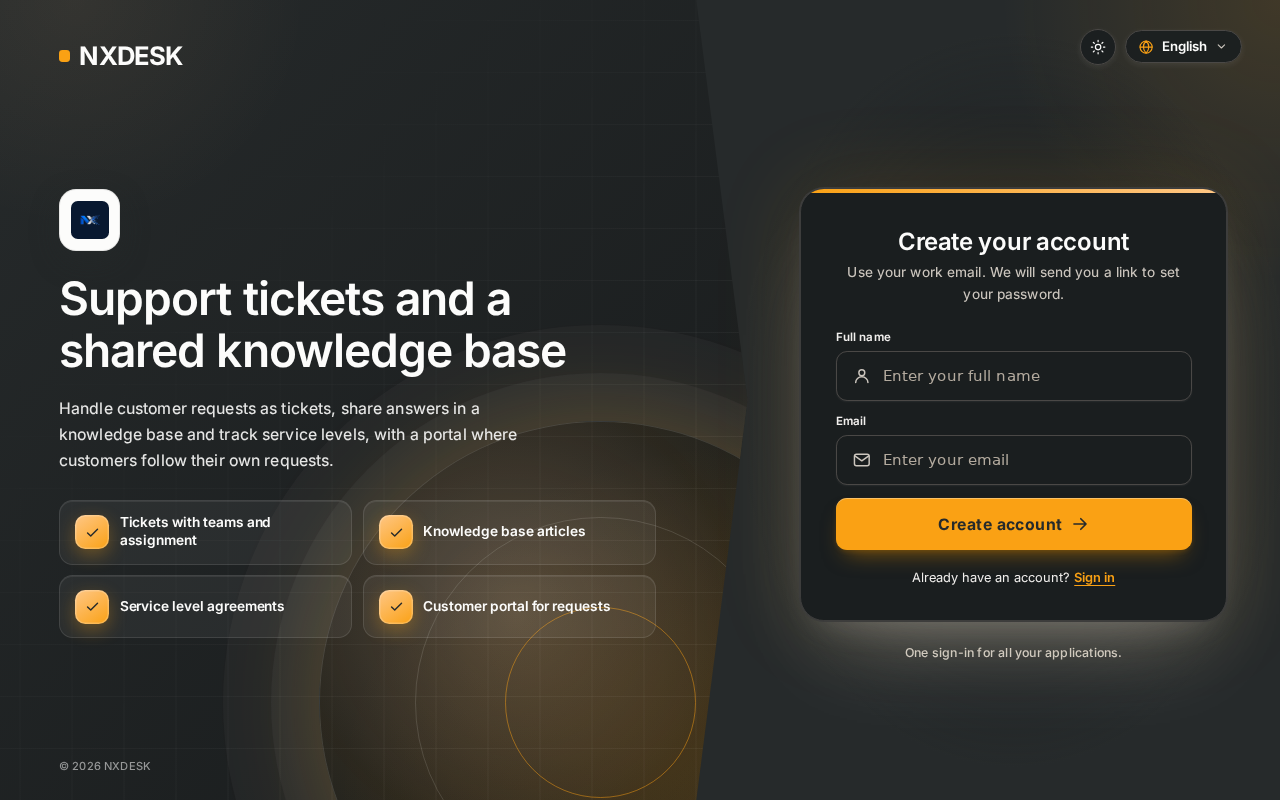 NXDESK
English
NX
Support tickets and a
shared knowledge base
Handle customer requests as tickets, share answers in a
knowledge base and track service levels, with a portal where
customers follow their own requests.
Tickets with teams and
assignment
Knowledge base articles
Service level agreements
Customer portal for requests
© 2026 NXDESK
Create your account
Use your work email. We will send you a link to set
your password.
Full name
Enter your full name
Email
Enter your email
Create account
Already have an account? Sign in
One sign-in for all your applications.